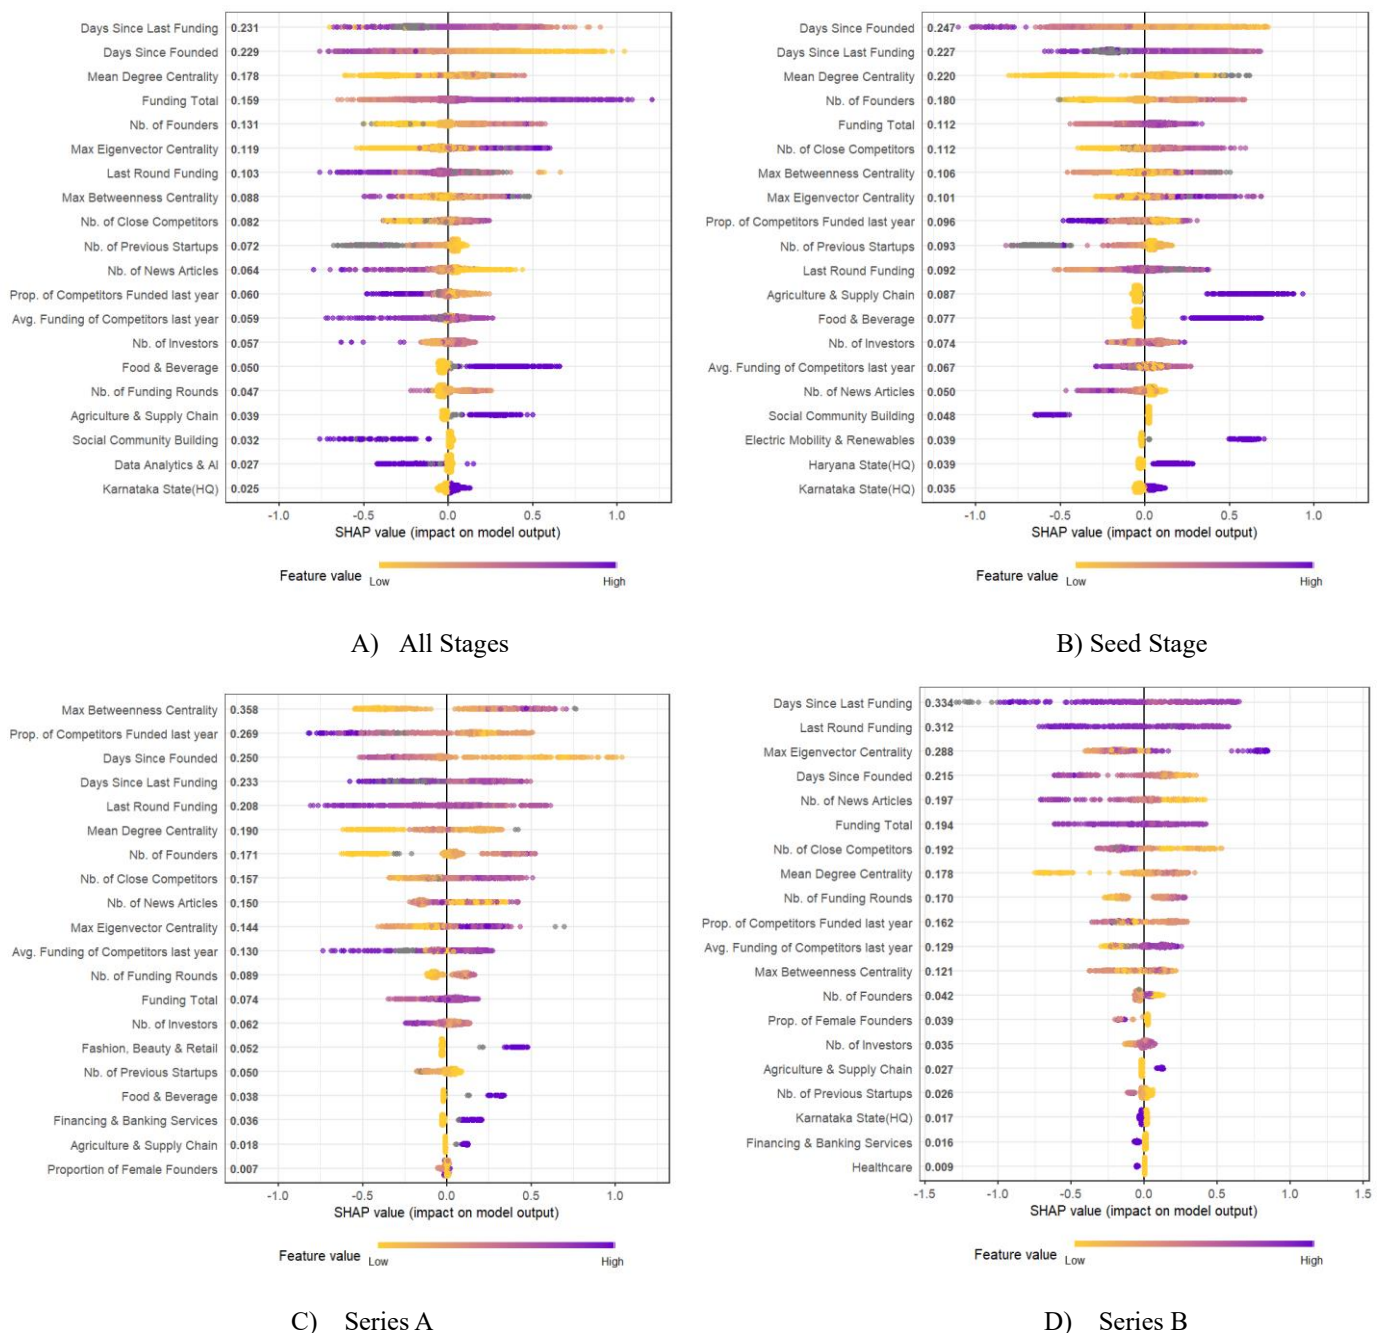 Days Since Last Funding 0.231
Days Since Founded 0.229
Mean Degree Centrality 0.178
Funding Total 0.159
Nb. of Founders 0.131
Max Eigenvector Centrality 0.119
Last Round Funding 0.103
Max Betweenness Centrality 0.088
Nb. of Close Competitors 0.082
Nb. of Previous Startups 0.072
Nb. of News Articles 0.064
Prop. of Competitors Funded last year 0.060
Avg. Funding of Competitors last year 0.059
Nb. of Investors 0.057
Food & Beverage 0.050
Nb. of Funding Rounds 0.047
Agriculture & Supply Chain 0.039
Social Community Building 0.032
Data Analytics & AI 0.027
Karnataka State(HQ) 0.025
-1.0 -0.5 0.0 0.5 1.0
SHAP value (impact on model output)
Feature value Low High
A) All Stages
Days Since Founded 0.247
Days Since Last Funding 0.227
Mean Degree Centrality 0.220
Nb. of Founders 0.180
Funding Total 0.112
Nb. of Close Competitors 0.112
Max Betweenness Centrality 0.106
Max Eigenvector Centrality 0.101
Prop. of Competitors Funded last year 0.096
Nb. of Previous Startups 0.093
Last Round Funding 0.092
Agriculture & Supply Chain 0.087
Food & Beverage 0.077
Nb. of Investors 0.074
Avg. Funding of Competitors last year 0.067
Nb. of News Articles 0.050
Social Community Building 0.048
Electric Mobility & Renewables 0.039
Haryana State(HQ) 0.039
Karnataka State(HQ) 0.035
-1.0 -0.5 0.0 0.5 1.0
SHAP value (impact on model output)
Feature value Low High
B) Seed Stage
Max Betweenness Centrality 0.358
Prop. of Competitors Funded last year 0.269
Days Since Founded 0.250
Days Since Last Funding 0.233
Last Round Funding 0.208
Mean Degree Centrality 0.190
Nb. of Founders 0.171
Nb. of Close Competitors 0.157
Nb. of News Articles 0.150
Max Eigenvector Centrality 0.144
Avg. Funding of Competitors last year 0.130
Nb. of Funding Rounds 0.089
Funding Total 0.074
Nb. of Investors 0.062
Fashion, Beauty & Retail 0.052
Nb. of Previous Startups 0.050
Food & Beverage 0.038
Financing & Banking Services 0.036
Agriculture & Supply Chain 0.018
Proportion of Female Founders 0.007
-1.0 -0.5 0.0 0.5 1.0
SHAP value (impact on model output)
Feature value Low High
C) Series A
Days Since Last Funding 0.334
Last Round Funding 0.312
Max Eigenvector Centrality 0.288
Days Since Founded 0.215
Nb. of News Articles 0.197
Funding Total 0.194
Nb. of Close Competitors 0.192
Mean Degree Centrality 0.178
Nb. of Funding Rounds 0.170
Prop. of Competitors Funded last year 0.162
Avg. Funding of Competitors last year 0.129
Max Betweenness Centrality 0.121
Nb. of Founders 0.042
Prop. of Female Founders 0.039
Nb. of Investors 0.035
Agriculture & Supply Chain 0.027
Nb. of Previous Startups 0.026
Karnataka State(HQ) 0.017
Financing & Banking Services 0.016
Healthcare 0.009
-1.5 -1.0 -0.5 0.0 0.5 1.0 1.5
SHAP value (impact on model output)
Feature value Low High
D) Series B